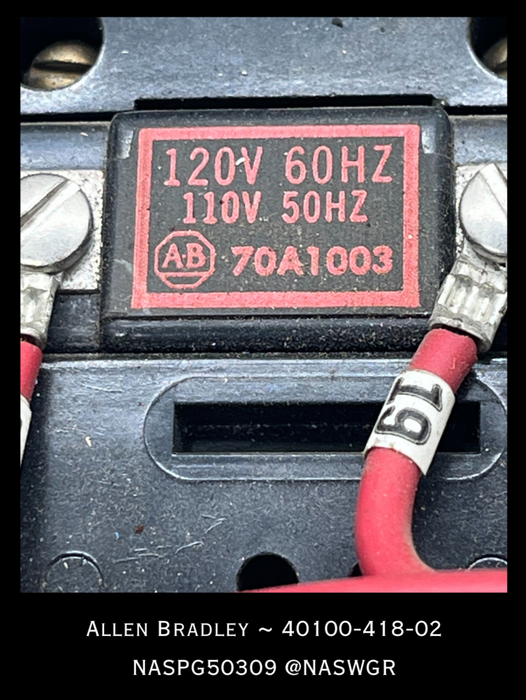 120V 60HZ
110V 50HZ
AB 70A1003
19
ALLEN BRADLEY ~ 40100-418-02
NASPG50309 @NASWGR